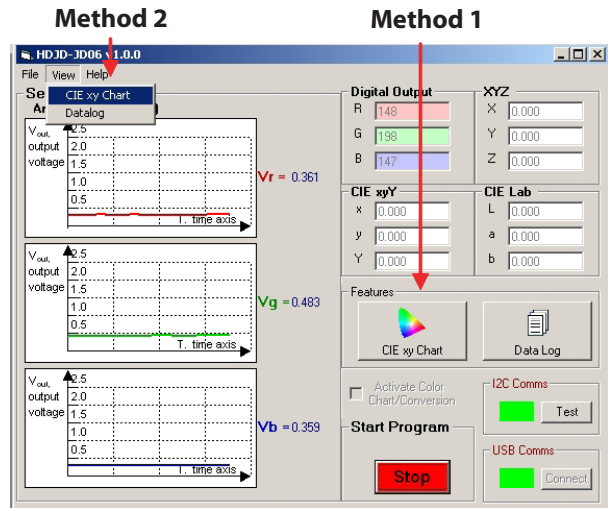 Method 2
Method 1
HDJD-JD06 v1.0.0
File View Help
CIE xy Chart
Datalog
Se
Ar
Vout,
output
voltage
2.5
2.0
1.5
1.0
0.5
T. time axis
Vr = 0.361
Vout,
output
voltage
2.5
2.0
1.5
1.0
0.5
T. time axis
Vg = 0.483
Vout,
output
voltage
2.5
2.0
1.5
1.0
0.5
T. time axis
Vb = 0.359
Digital Output
R 148
G 198
B 147
XYZ
X 0.000
Y 0.000
Z 0.000
CIE xyY
x 0.000
y 0.000
Y 0.000
CIE Lab
L 0.000
a 0.000
b 0.000
Features
CIE xy Chart
Data Log
Activate Color
Chart/Conversion
Start Program
Stop
I2C Comms
Test
USB Comms
Connect